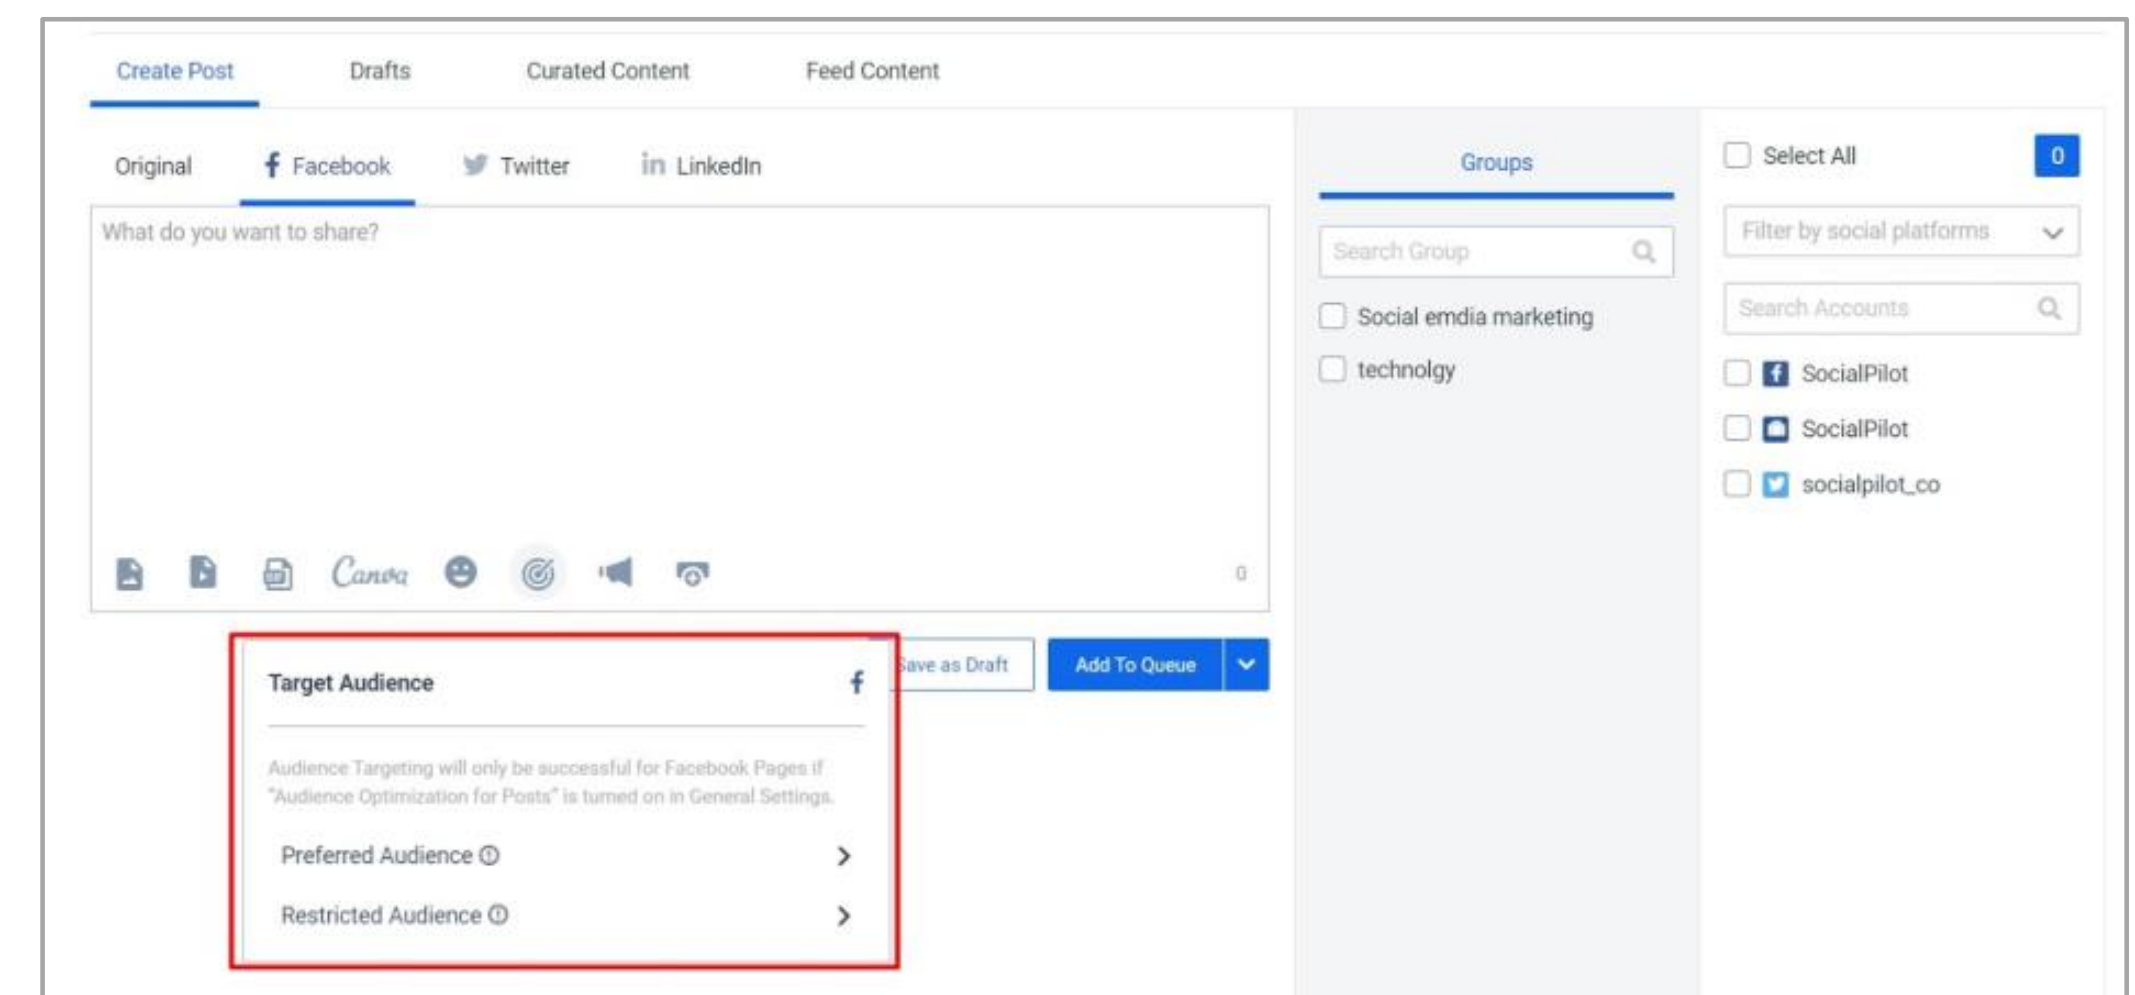 Create Post Drafts Curated Content Feed Content
Original Facebook Twitter LinkedIn
What do you want to share?
Canva
0
Save as Draft Add To Queue
Target Audience
Audience Targeting will only be successful for Facebook Pages if
"Audience Optimization for Posts" is turned on in General Settings.
Preferred Audience
Restricted Audience
Groups
Search Group
Social emdia marketing
technolgy
Select All 0
Filter by social platforms
Search Accounts
SocialPilot
SocialPilot
socialpilot_co